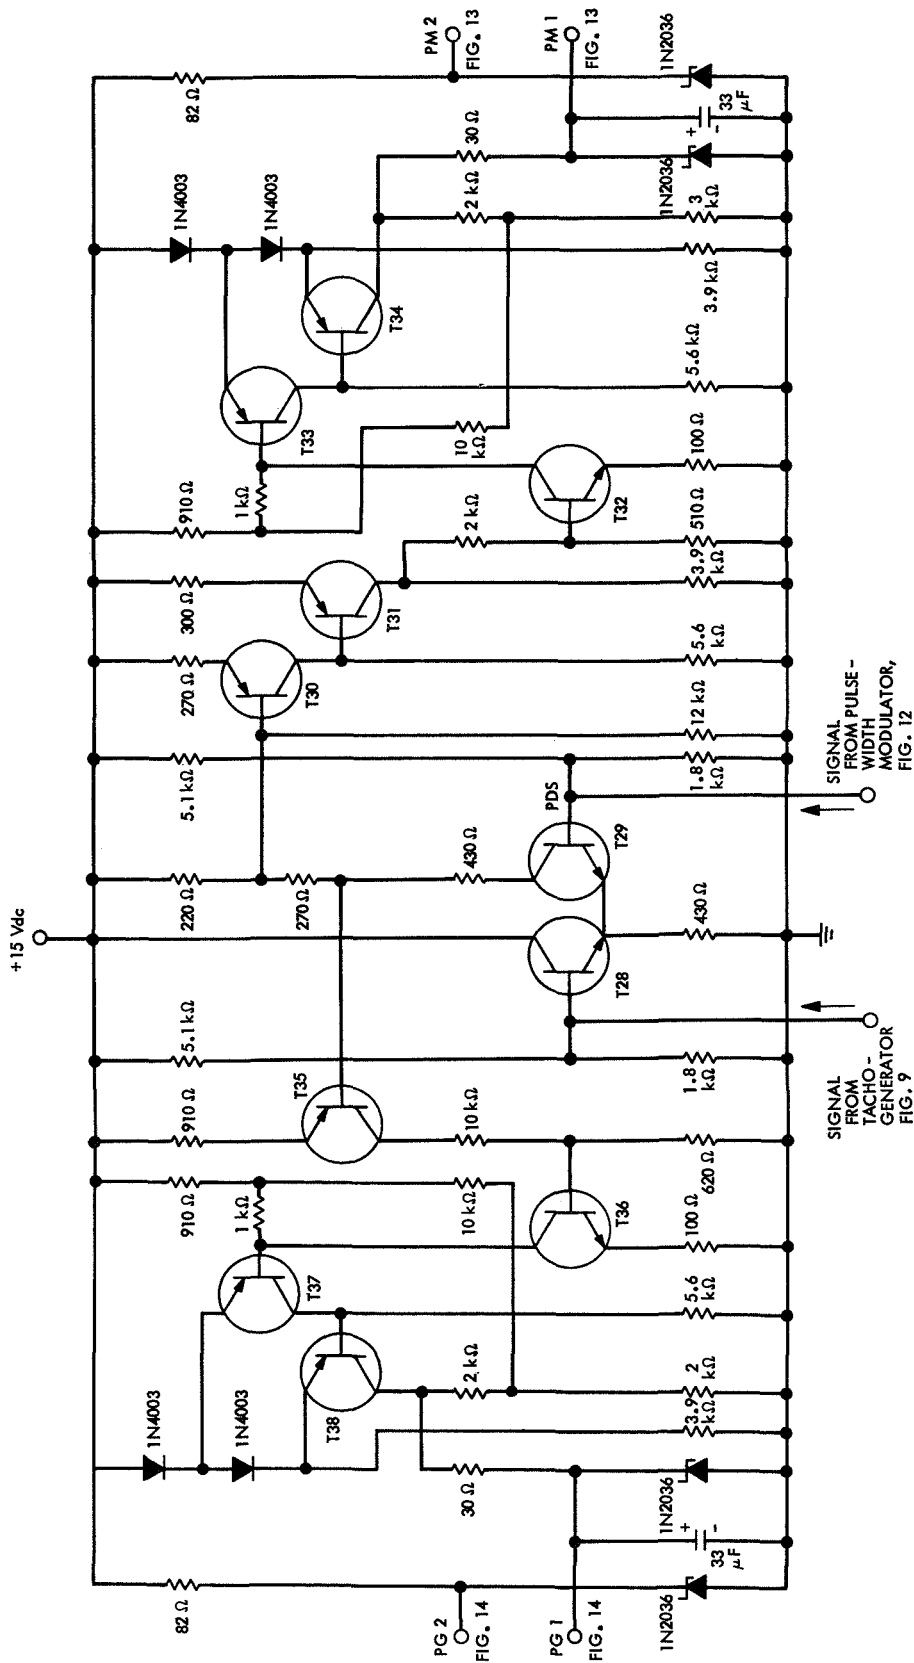 +15 Vdc
82 Ω
PG 2
FIG. 14
PG 1
FIG. 14
1N2036
33
μF
+
-
1N2036
30 Ω
1N4003
1N4003
T38
3.9
kΩ
2 kΩ
2
kΩ
T37
5.6
kΩ
1 kΩ
910 Ω
10 kΩ
T36
100 Ω
910 Ω
T35
10 kΩ
620 Ω
5.1 kΩ
1.8
kΩ
SIGNAL
FROM
TACHO-
GENERATOR
FIG. 9
T28
430 Ω
T29
PDS
220 Ω
270 Ω
430 Ω
5.1 kΩ
1.8
kΩ
SIGNAL
FROM PULSE-
WIDTH
MODULATOR,
FIG. 12
12 kΩ
270 Ω
T30
5.6
kΩ
300 Ω
T31
3.9
kΩ
2 kΩ
510 Ω
T32
100 Ω
910 Ω
1 kΩ
T33
10
kΩ
5.6 kΩ
T34
1N4003
1N4003
3.9 kΩ
2 kΩ
3
kΩ
30 Ω
1N2036
+
-
33
μF
82 Ω
1N2036
PM 2
FIG. 13
PM 1
FIG. 13